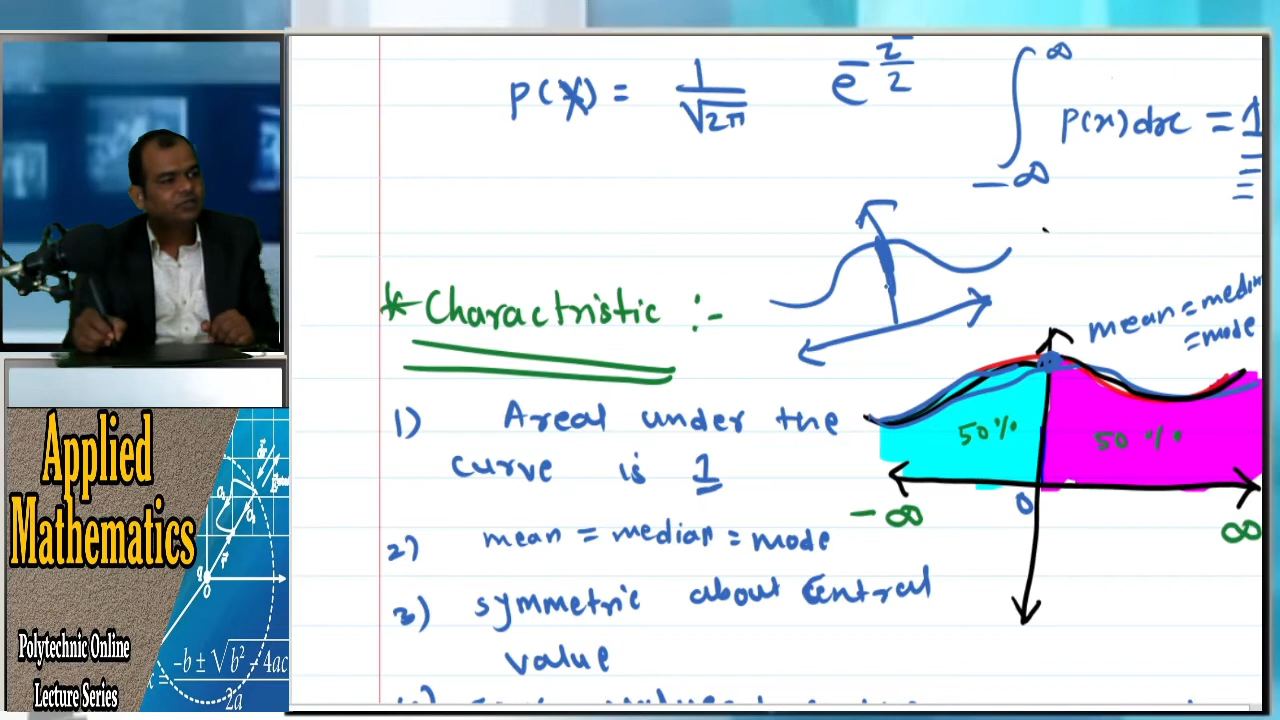 p(x) = 1/√2π e^-z²/2
∫ ∞ -∞ p(x)dx = 1
* Charactristic :-
mean = median
= mode
1) Areal under the
curve is 1
50% 50%
-∞ 0 ∞
2) mean = median = mode
3) symmetric about Central
value
Applied
Mathematics
Polytechnic Online
Lecture Series
-b ± √b² - 4ac
2a